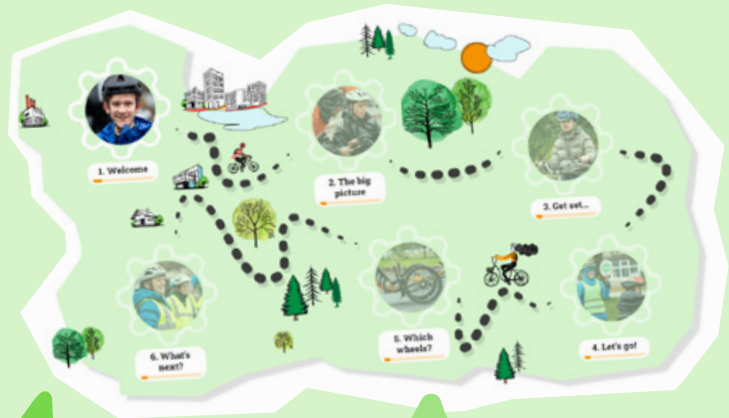 1. Welcome
2. The big
picture
3. Get set...
4. Let's go!
5. Which
wheels?
6. What's
next?